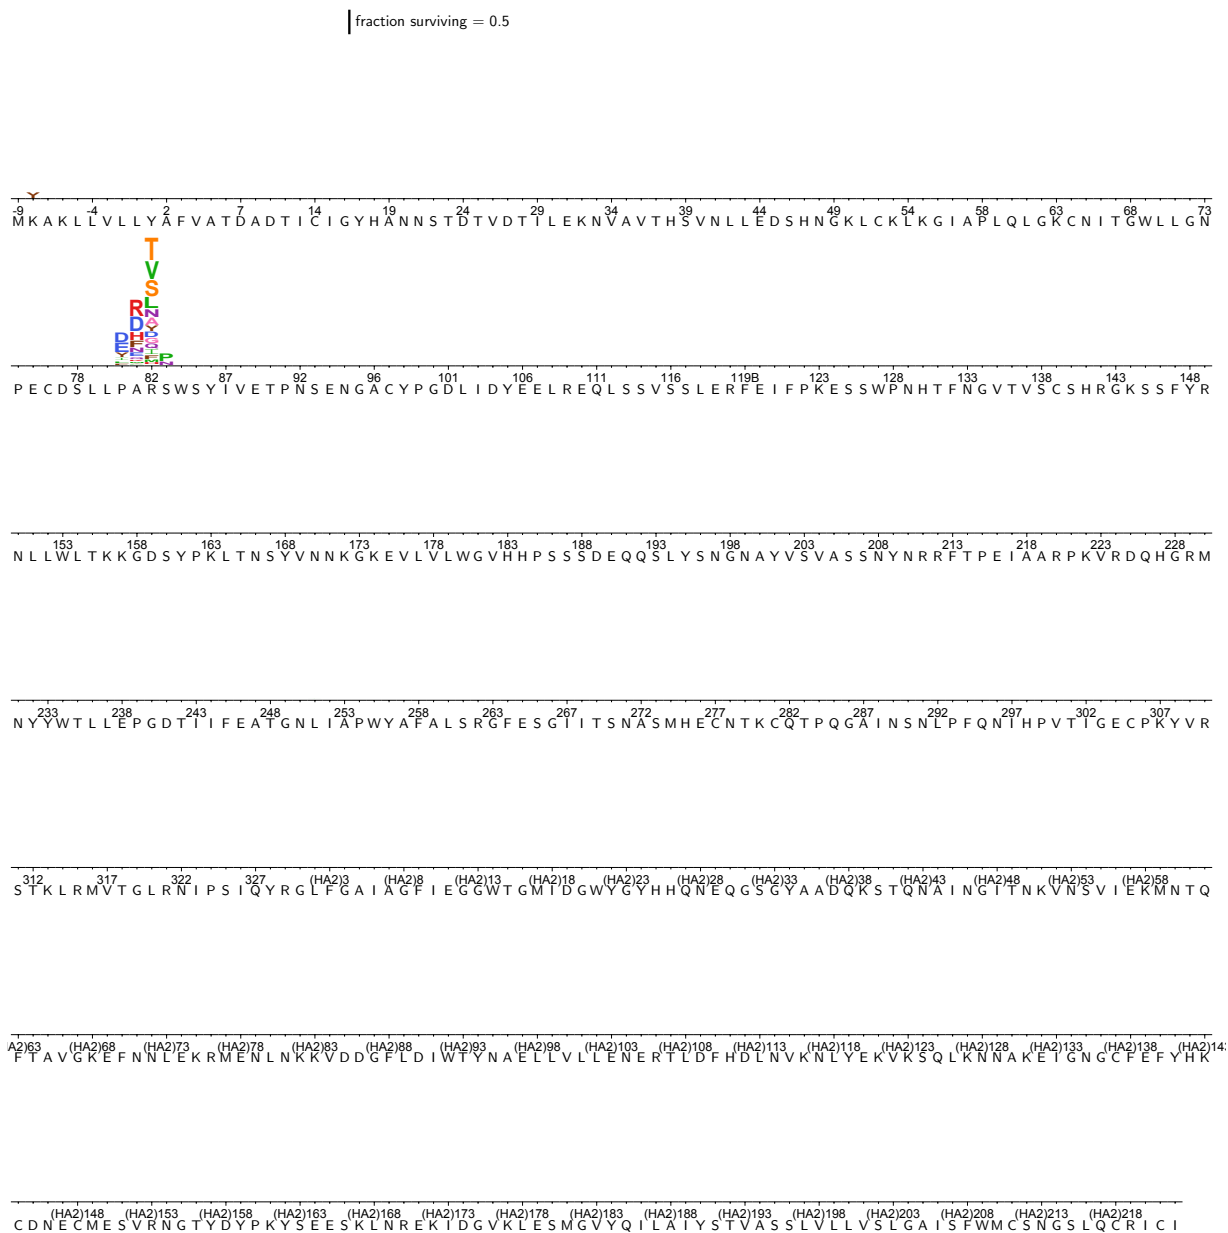 fraction surviving = 0.5
Y
-9 -4 2 7 14 19 24 29 34 39 44 49 54 58 63 68 73
M K A K L L V L L Y A F V A T D A D T I C I G Y H A N N S T D T V D T I L E K N V A V T H S V N L L E D S H N G K L C K L K G I A P L Q L G K C N I T G W L L G N
T
V
S
R L
D N
A
D H Y
E
P
78 82 87 92 96 101 106 111 116 119B 123 128 133 138 143 148
P E C D S L L P A R S W S Y I V E T P N S E N G A C Y P G D L I D Y E E L R E Q L S S V S S L E R F E I F P K E S S W P N H T F N G V T V S C S H R G K S S F Y R
153 158 163 168 173 178 183 188 193 198 203 208 213 218 223 228
N L L W L T K K G D S Y P K L T N S Y V N N K G K E V L V L W G V H H P S S S D E Q Q S L Y S N G N A Y V S V A S S N Y N R R F T P E I A A R P K V R D Q H G R M
233 238 243 248 253 258 263 267 272 277 282 287 292 297 302 307
N Y Y W T L L E P G D T I I F E A T G N L I A P W Y A F A L S R G F E S G I I T S N A S M H E C N T K C Q T P Q G A I N S N L P F Q N I H P V T I G E C P K Y V R
312 317 322 327 (HA2)3 (HA2)8 (HA2)13 (HA2)18 (HA2)23 (HA2)28 (HA2)33 (HA2)38 (HA2)43 (HA2)48 (HA2)53 (HA2)58
S T K L R M V T G L R N I P S I Q Y R G L F G A I A G F I E G G W T G M I D G W Y G Y H H Q N E Q G S G Y A A D Q K S T Q N A I N G I T N K V N S V I E K M N T Q
A2)63 (HA2)68 (HA2)73 (HA2)78 (HA2)83 (HA2)88 (HA2)93 (HA2)98 (HA2)103 (HA2)108 (HA2)113 (HA2)118 (HA2)123 (HA2)128 (HA2)133 (HA2)138 (HA2)14
F T A V G K E F N N L E K R M E N L N K K V D D G F L D I W T Y N A E L L V L L E N E R T L D F H D L N V K N L Y E K V K S Q L K N N A K E I G N G C F E F Y H K
(HA2)148 (HA2)153 (HA2)158 (HA2)163 (HA2)168 (HA2)173 (HA2)178 (HA2)183 (HA2)188 (HA2)193 (HA2)198 (HA2)203 (HA2)208 (HA2)213 (HA2)218
C D N E C M E S V R N G T Y D Y P K Y S E E S K L N R E K I D G V K L E S M G V Y Q I L A I Y S T V A S S L V L L V S L G A I S F W M C S N G S L Q C R I C I